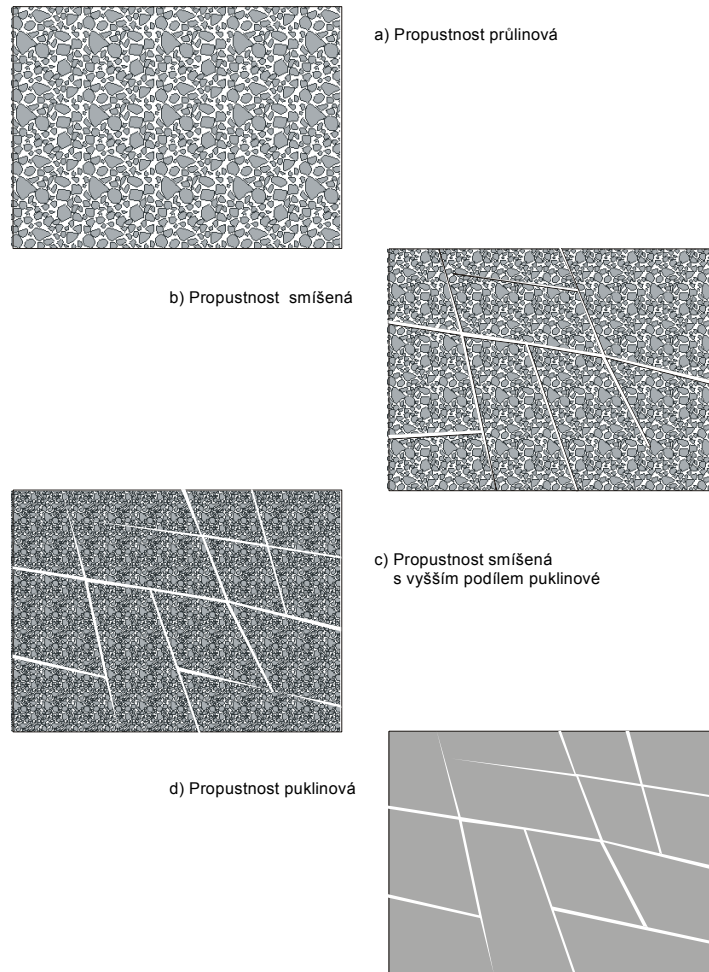 a) Propustnost průlinová
b) Propustnost smíšená
c) Propustnost smíšená
s vyšším podílem puklinové
d) Propustnost puklinová